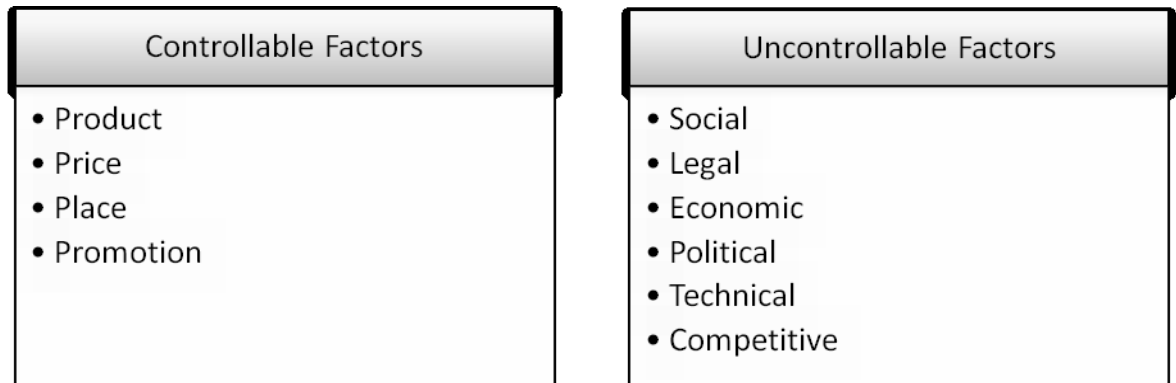 Controllable Factors
• Product
• Price
• Place
• Promotion
Uncontrollable Factors
• Social
• Legal
• Economic
• Political
• Technical
• Competitive